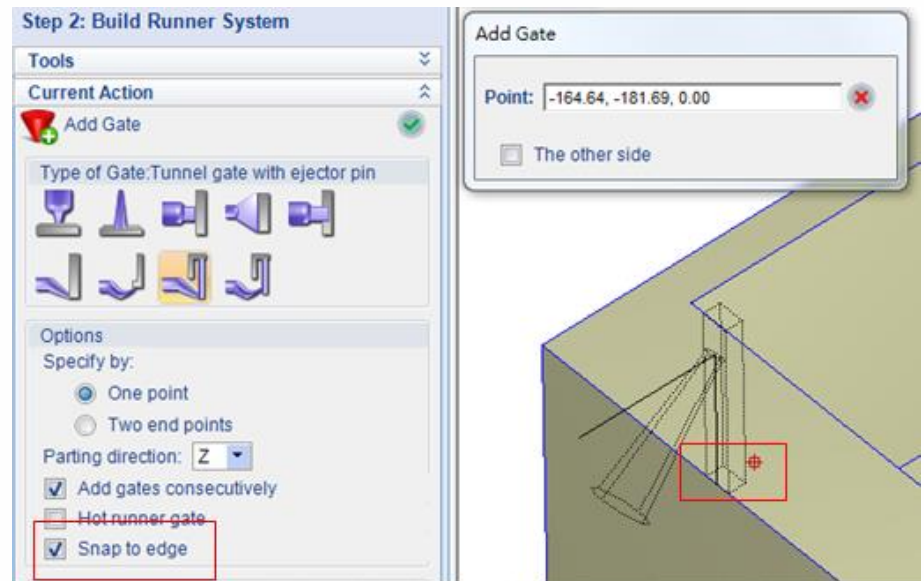 Step 2: Build Runner System
Tools
Current Action
Add Gate
Type of Gate:Tunnel gate with ejector pin
Options
Specify by:
One point
Two end points
Parting direction: Z
Add gates consecutively
Hot runner gate
Snap to edge
Add Gate
Point: -164.64, -181.69, 0.00
The other side